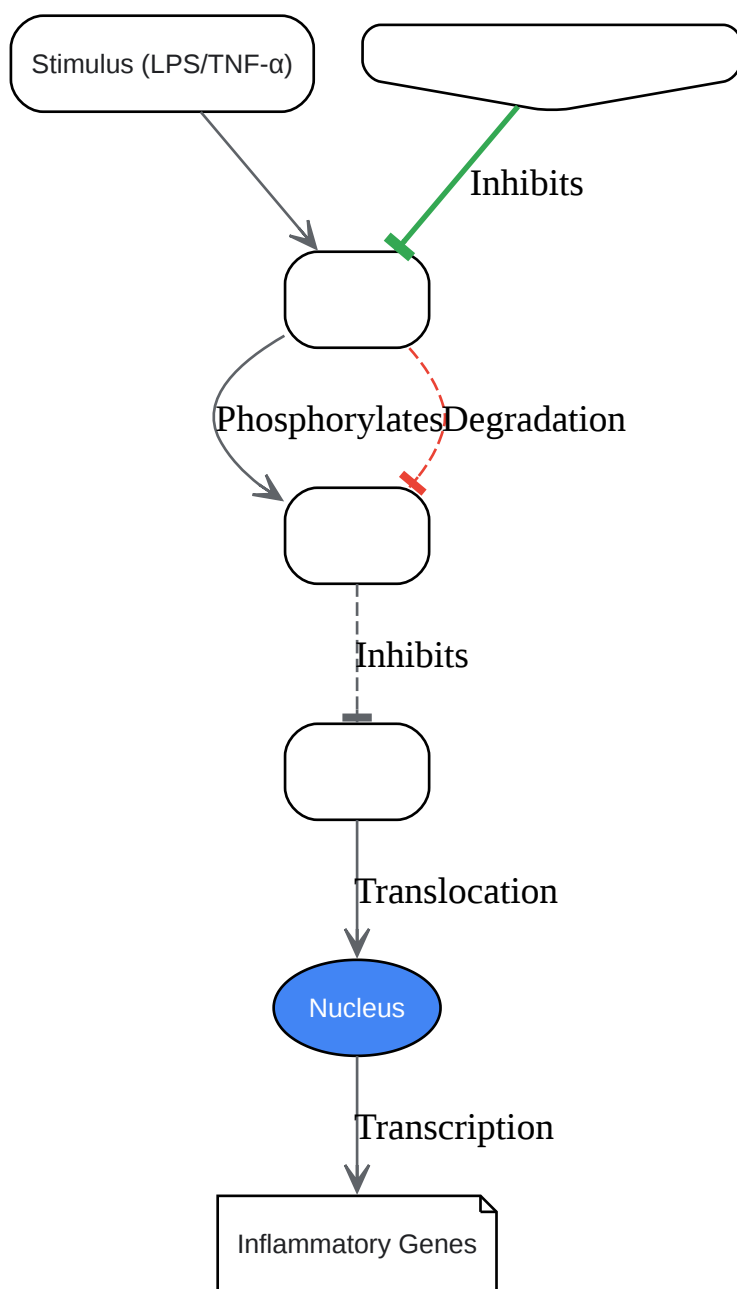 Stimulus (LPS/TNF-α)
Inhibits
Phosphorylates
Degradation
Inhibits
Translocation
Nucleus
Transcription
Inflammatory Genes